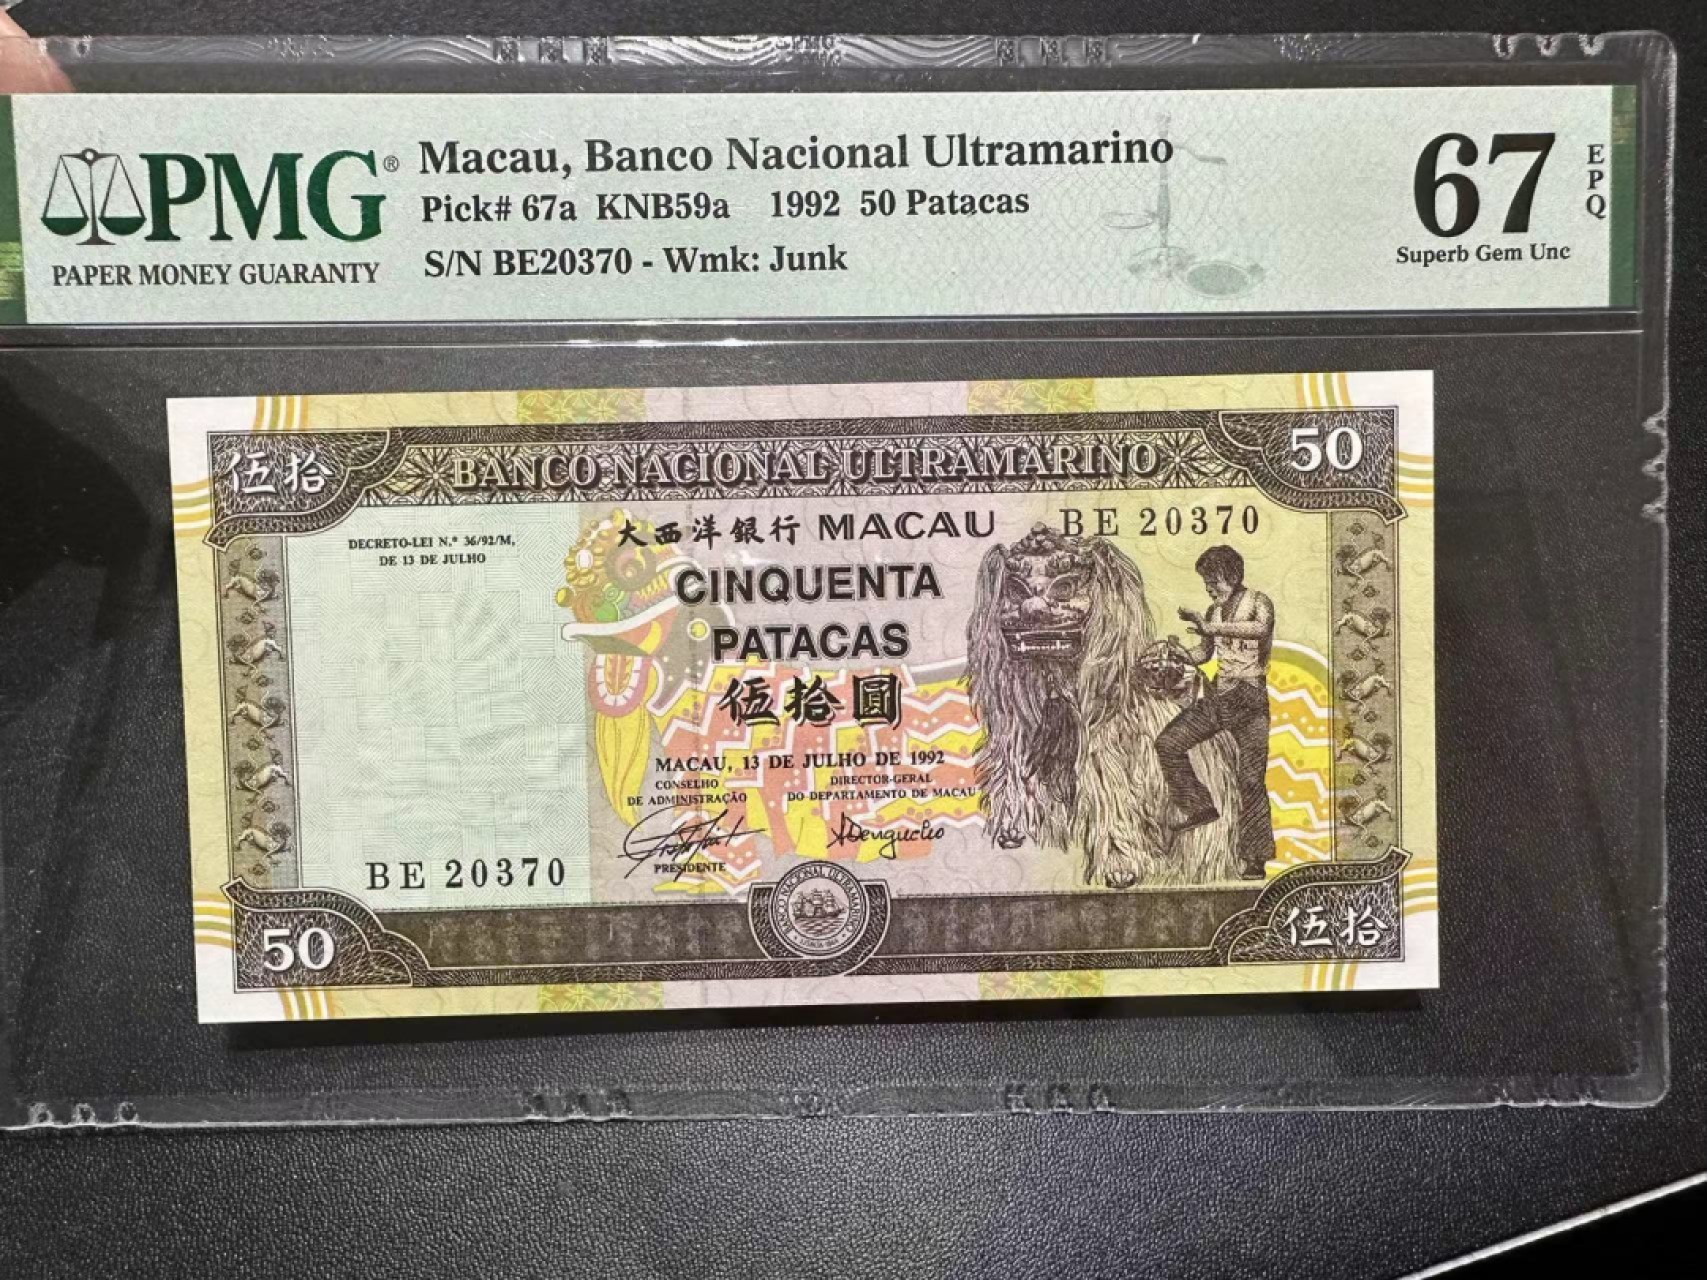 PMG®
PAPER MONEY GUARANTY
Macau, Banco Nacional Ultramarino
Pick# 67a KNB59a 1992 50 Patacas
S/N BE20370 - Wmk: Junk
67
EPQ
Superb Gem Unc
伍拾
BANCO NACIONAL ULTRAMARINO
50
DECRETO-LEI N.º 36/92/M,
DE 13 DE JULHO
大西洋銀行 MACAU
BE 20370
CINQUENTA
PATACAS
伍拾圓
MACAU, 13 DE JULHO DE 1992
CONSELHO
DE ADMINISTRAÇÃO
DIRECTOR-GERAL
DO DEPARTAMENTO DE MACAU
PRESIDENTE
BE 20370
BANCO NACIONAL ULTRAMARINO
50
伍拾